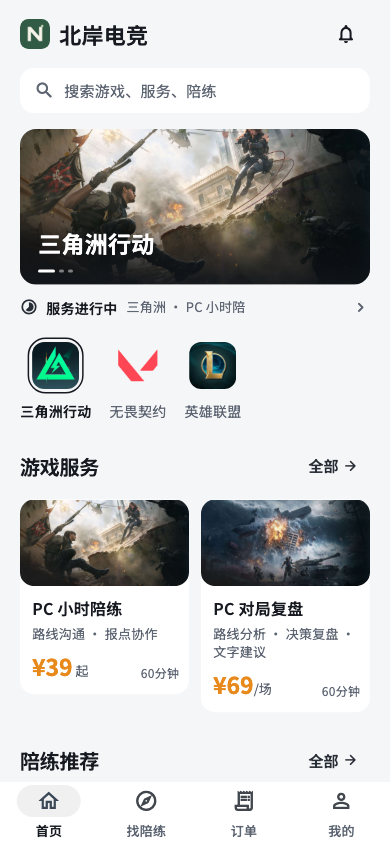 N 北岸电竞
搜索游戏、服务、陪练
三角洲行动
服务进行中 三角洲 · PC 小时陪
三角洲行动 无畏契约 英雄联盟
游戏服务 全部
PC 小时陪练
路线沟通 · 报点协作
¥39 起 60分钟
PC 对局复盘
路线分析 · 决策复盘 ·
文字建议
¥69/场 60分钟
陪练推荐 全部
首页 找陪练 订单 我的